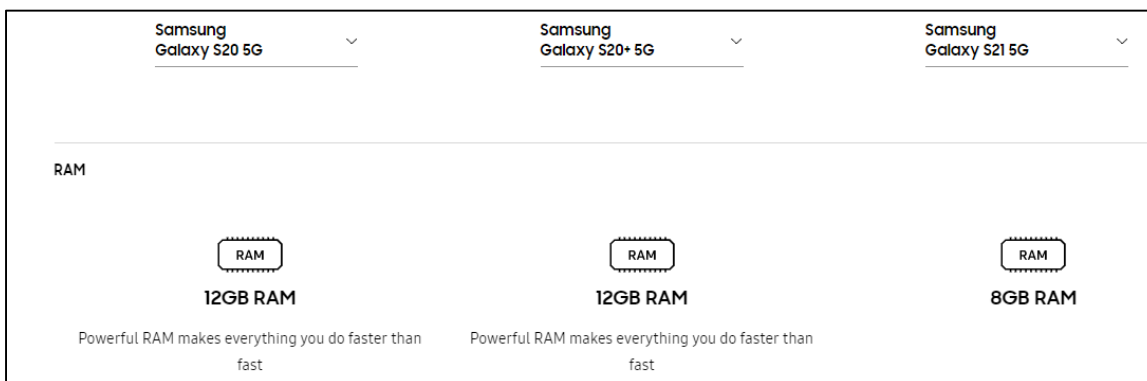 Samsung
Galaxy S20 5G
Samsung
Galaxy S20+ 5G
Samsung
Galaxy S21 5G
RAM
RAM
RAM
RAM
12GB RAM
12GB RAM
8GB RAM
Powerful RAM makes everything you do faster than
fast
Powerful RAM makes everything you do faster than
fast